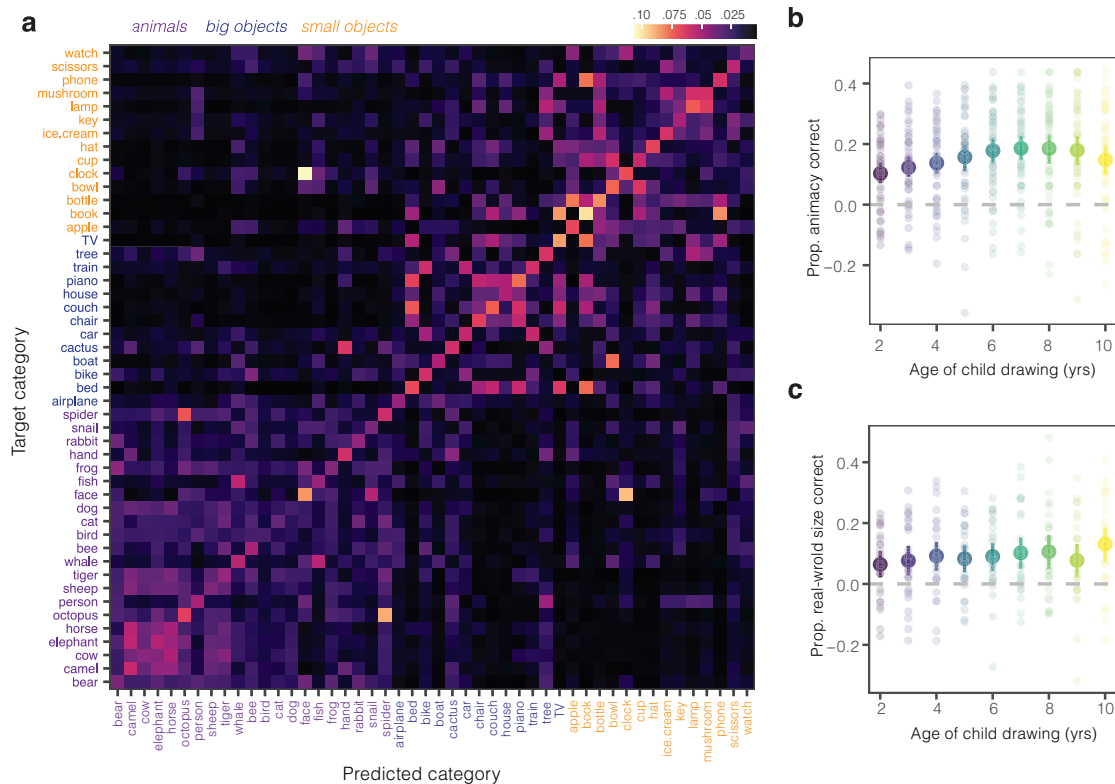 a
animals big objects small objects
.10 .075 .05 .025
watch
scissors
phone
mushroom
lamp
key
ice.cream
hat
cup
clock
bowl
bottle
book
apple
TV
tree
train
piano
house
couch
chair
car
cactus
boat
bike
bed
airplane
spider
snail
rabbit
hand
frog
fish
face
dog
cat
bird
bee
whale
tiger
sheep
person
octopus
horse
elephant
cow
camel
bear
Target category
bear
camel
cow
elephant
horse
octopus
person
sheep
tiger
whale
bee
bird
cat
dog
face
fish
frog
hand
rabbit
snail
spider
airplane
bed
bike
boat
cactus
car
chair
couch
house
piano
train
tree
TV
apple
book
bottle
bowl
clock
cup
hat
ice.cream
key
lamp
mushroom
phone
scissors
watch
Predicted category
b
Prop. animacy correct
0.4
0.2
0.0
−0.2
2 4 6 8 10
Age of child drawing (yrs)
c
Prop. real-wrold size correct
0.4
0.2
0.0
−0.2
2 4 6 8 10
Age of child drawing (yrs)